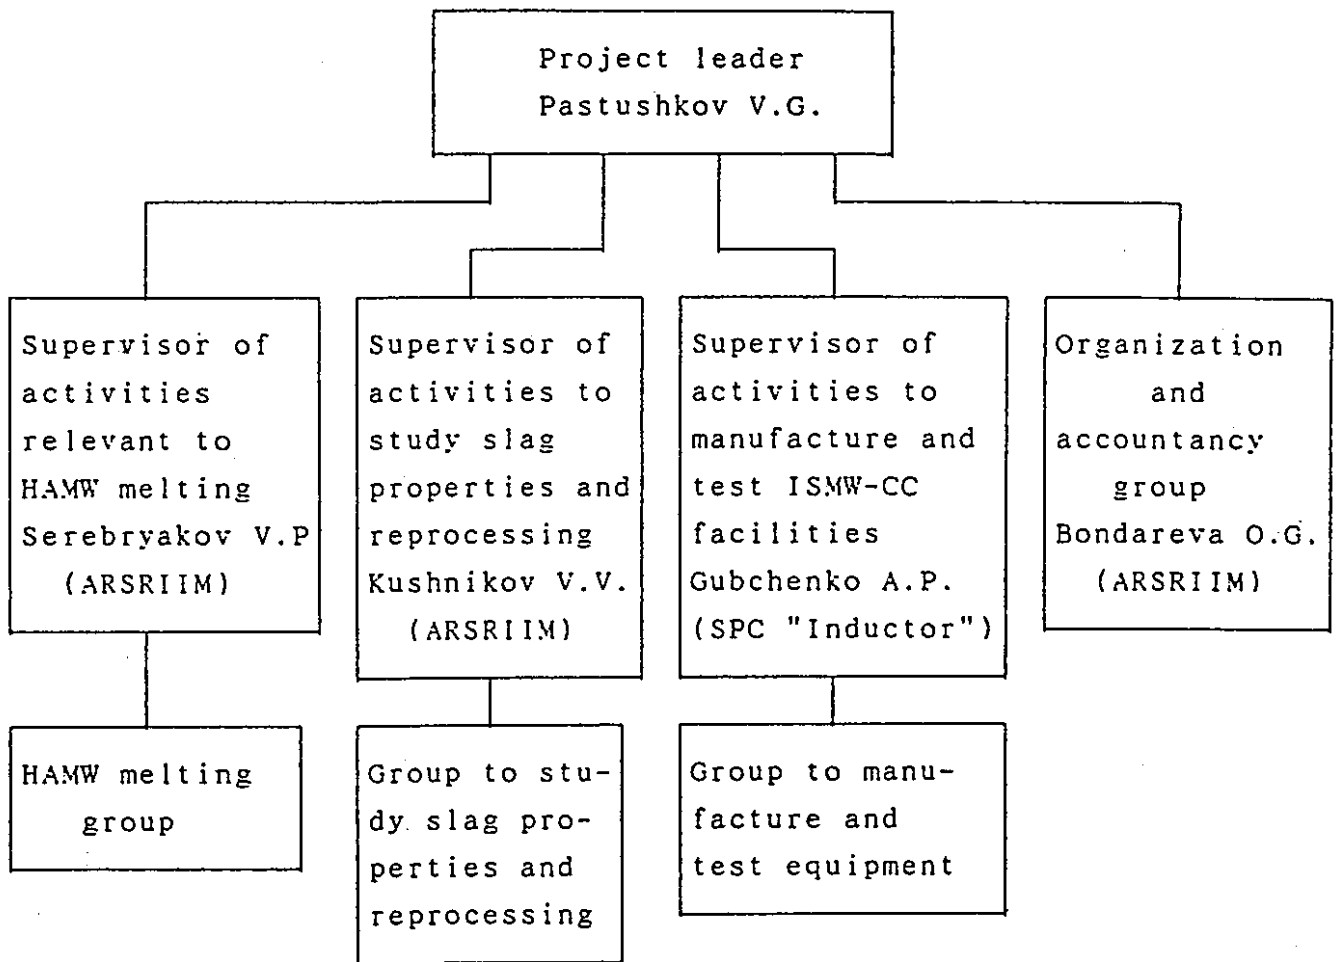 Project leader
Pastushkov V.G.
Supervisor of
activities
relevant to
HAMW melting
Serebryakov V.P
(ARSRIIM)
Supervisor of
activities to
study slag
properties and
reprocessing
Kushnikov V.V.
(ARSRIIM)
Supervisor of
activities to
manufacture and
test ISMW-CC
facilities
Gubchenko A.P.
(SPC "Inductor")
Organization
and
accountancy
group
Bondareva O.G.
(ARSRIIM)
HAMW melting
group
Group to stu-
dy slag pro-
perties and
reprocessing
Group to manu-
facture and
test equipment